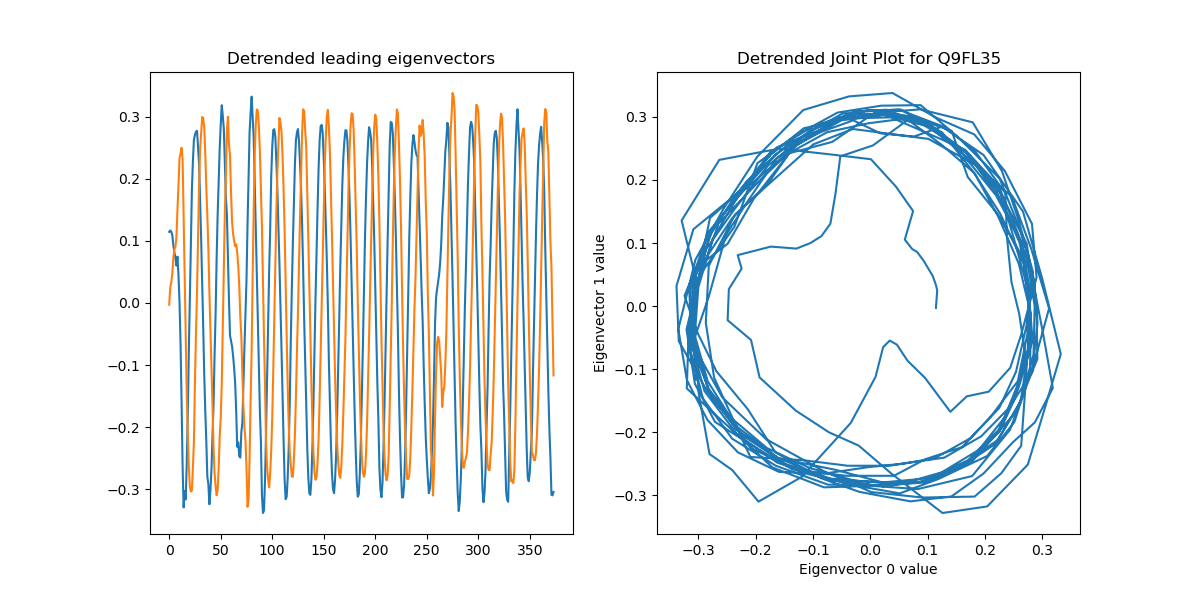 Detrended leading eigenvectors
0.3
0.2
0.1
0.0
−0.1
−0.2
−0.3
0 50 100 150 200 250 300 350
Detrended Joint Plot for Q9FL35
Eigenvector 1 value
0.3
0.2
0.1
0.0
−0.1
−0.2
−0.3
−0.3 −0.2 −0.1 0.0 0.1 0.2 0.3
Eigenvector 0 value